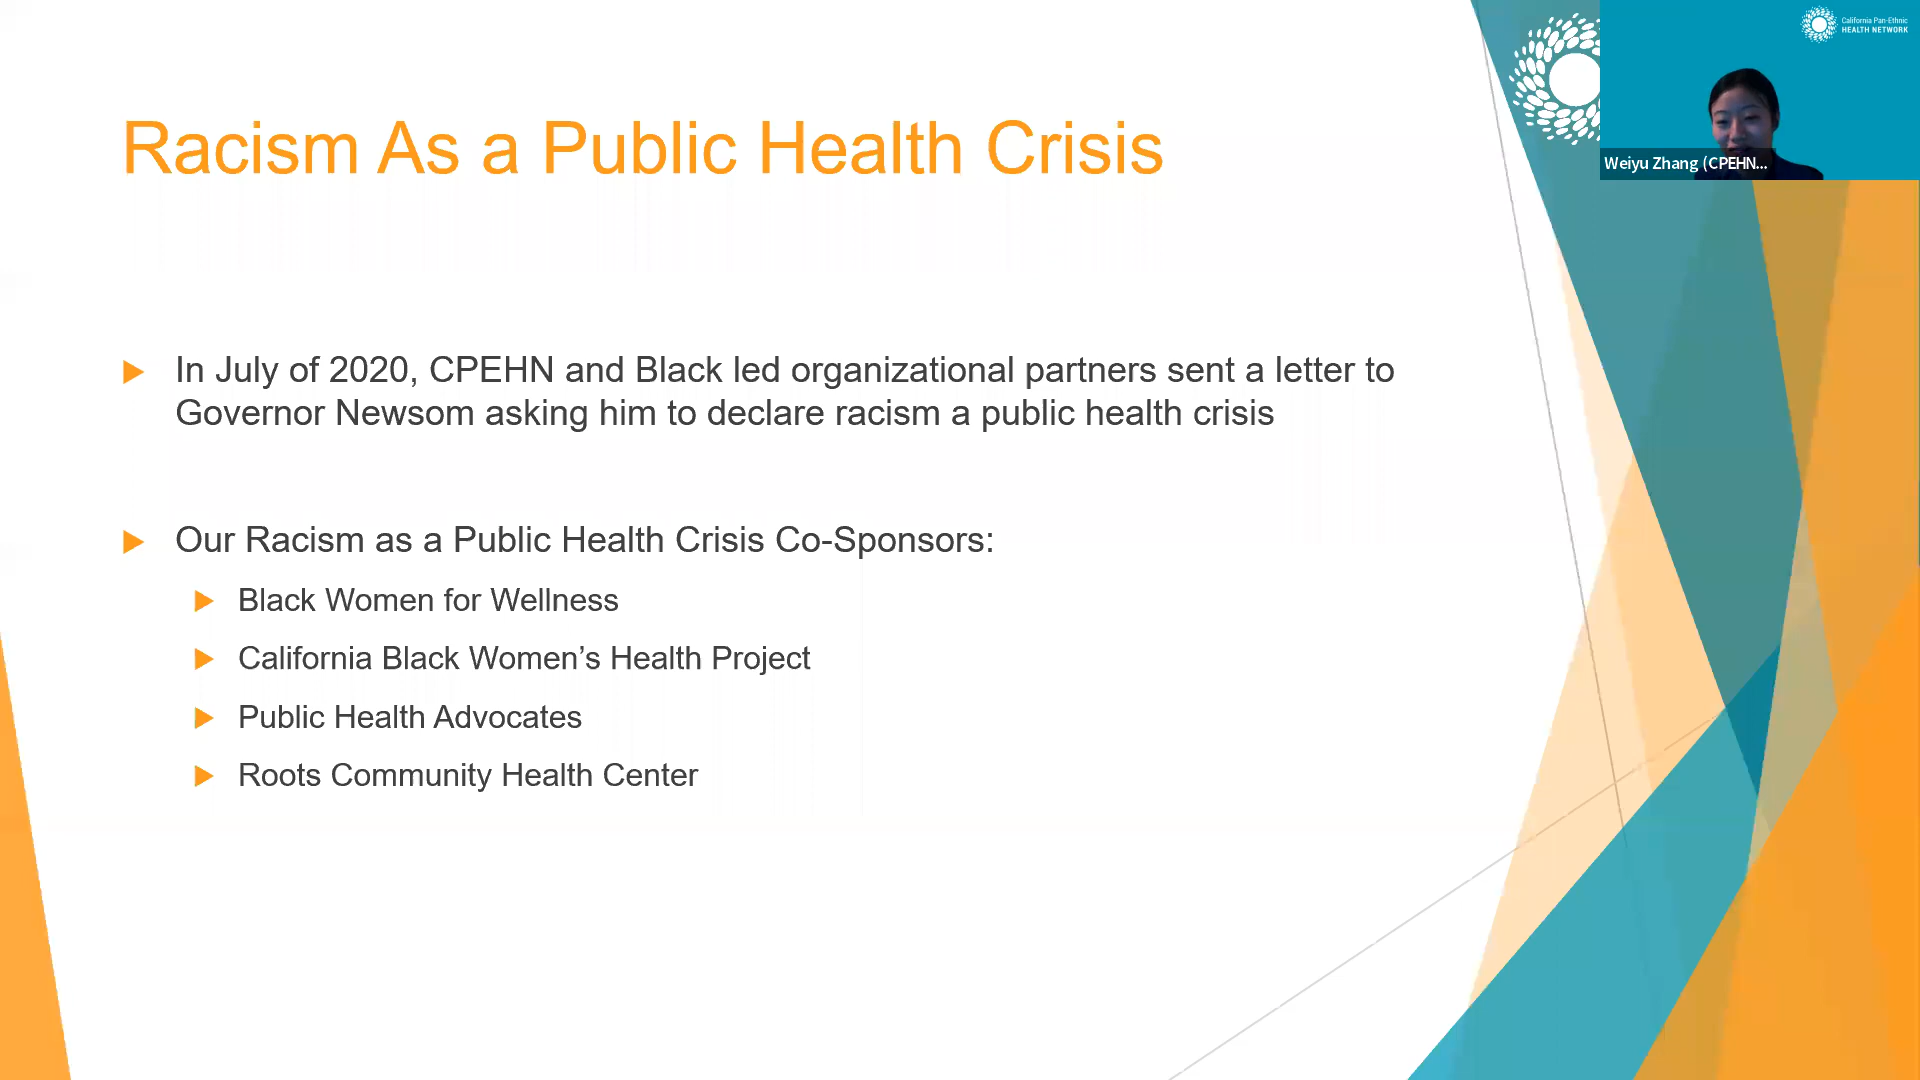 Racism As a Public Health Crisis
California Pan-Ethnic
HEALTH NETWORK
Weiyu Zhang (CPEHN...
In July of 2020, CPEHN and Black led organizational partners sent a letter to
Governor Newsom asking him to declare racism a public health crisis
Our Racism as a Public Health Crisis Co-Sponsors:
Black Women for Wellness
California Black Women’s Health Project
Public Health Advocates
Roots Community Health Center